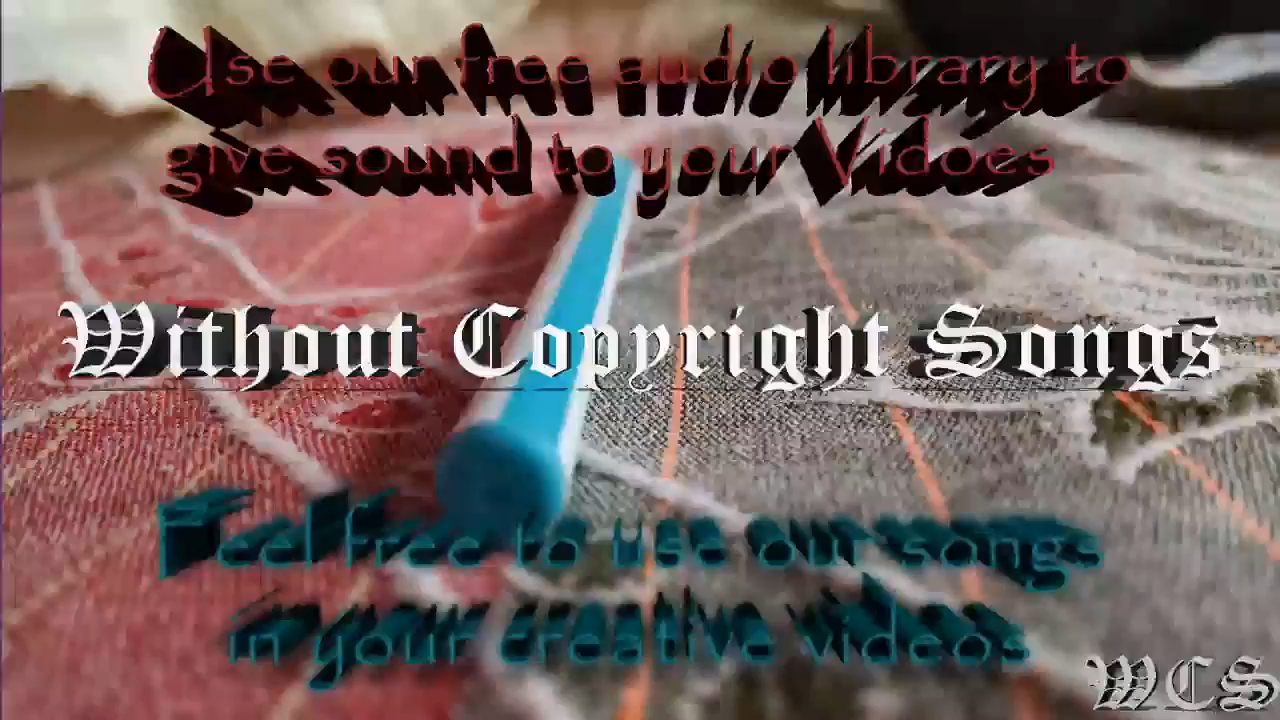 Use our free audio library to
give sound to your Vidoes
Without Copyright Songs
Feel free to use our songs
in your creative videos
WCS